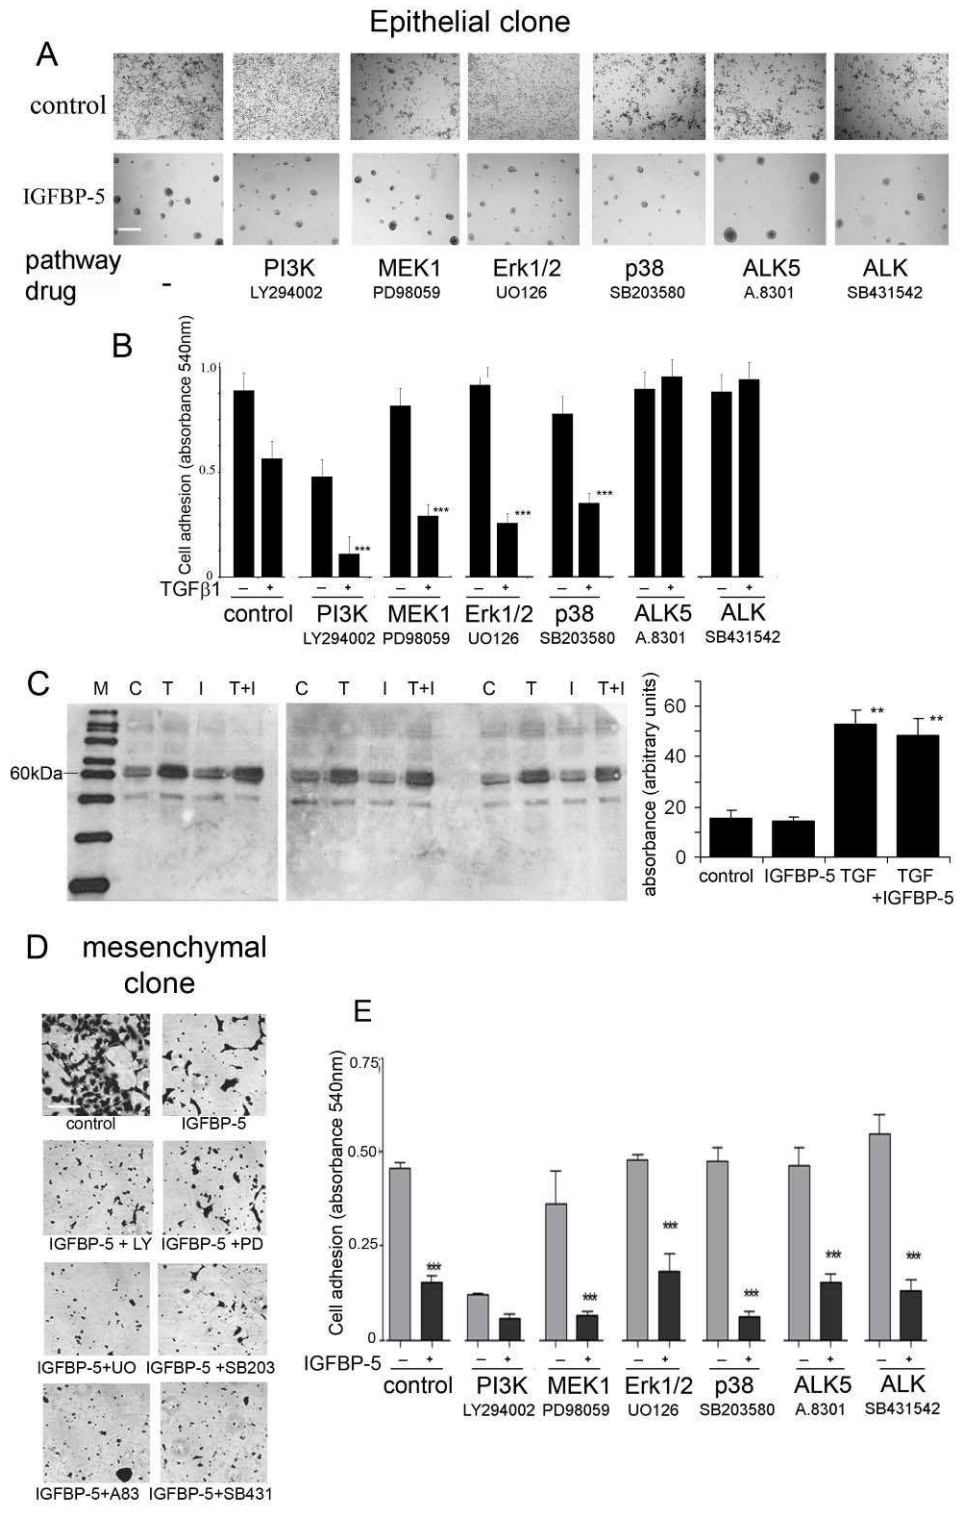 Epithelial clone
A
control
IGFBP-5
pathway PI3K MEK1 Erk1/2 p38 ALK5 ALK
drug - LY294002 PD98059 UO126 SB203580 A.8301 SB431542
B
Cell adhesion (absorbance 540nm)
1.0
0.5
0
*** *** *** ***
TGFβ1 – + – + – + – + – + – + – +
control PI3K MEK1 Erk1/2 p38 ALK5 ALK
LY294002 PD98059 UO126 SB203580 A.8301 SB431542
C
M C T I T+I C T I T+I C T I T+I
60kDa
absorbance (arbitrary units)
60
40
20
0
** **
control IGFBP-5 TGF TGF
+IGFBP-5
D mesenchymal
clone
control IGFBP-5
IGFBP-5 + LY IGFBP-5 +PD
IGFBP-5+UO IGFBP-5 +SB203
IGFBP-5+A83 IGFBP-5+SB431
E
Cell adhesion (absorbance 540nm)
0.75
0.50
0.25
0
*** *** *** *** *** ***
IGFBP-5 – + – + – + – + – + – + – +
control PI3K MEK1 Erk1/2 p38 ALK5 ALK
LY294002 PD98059 UO126 SB203580 A.8301 SB431542